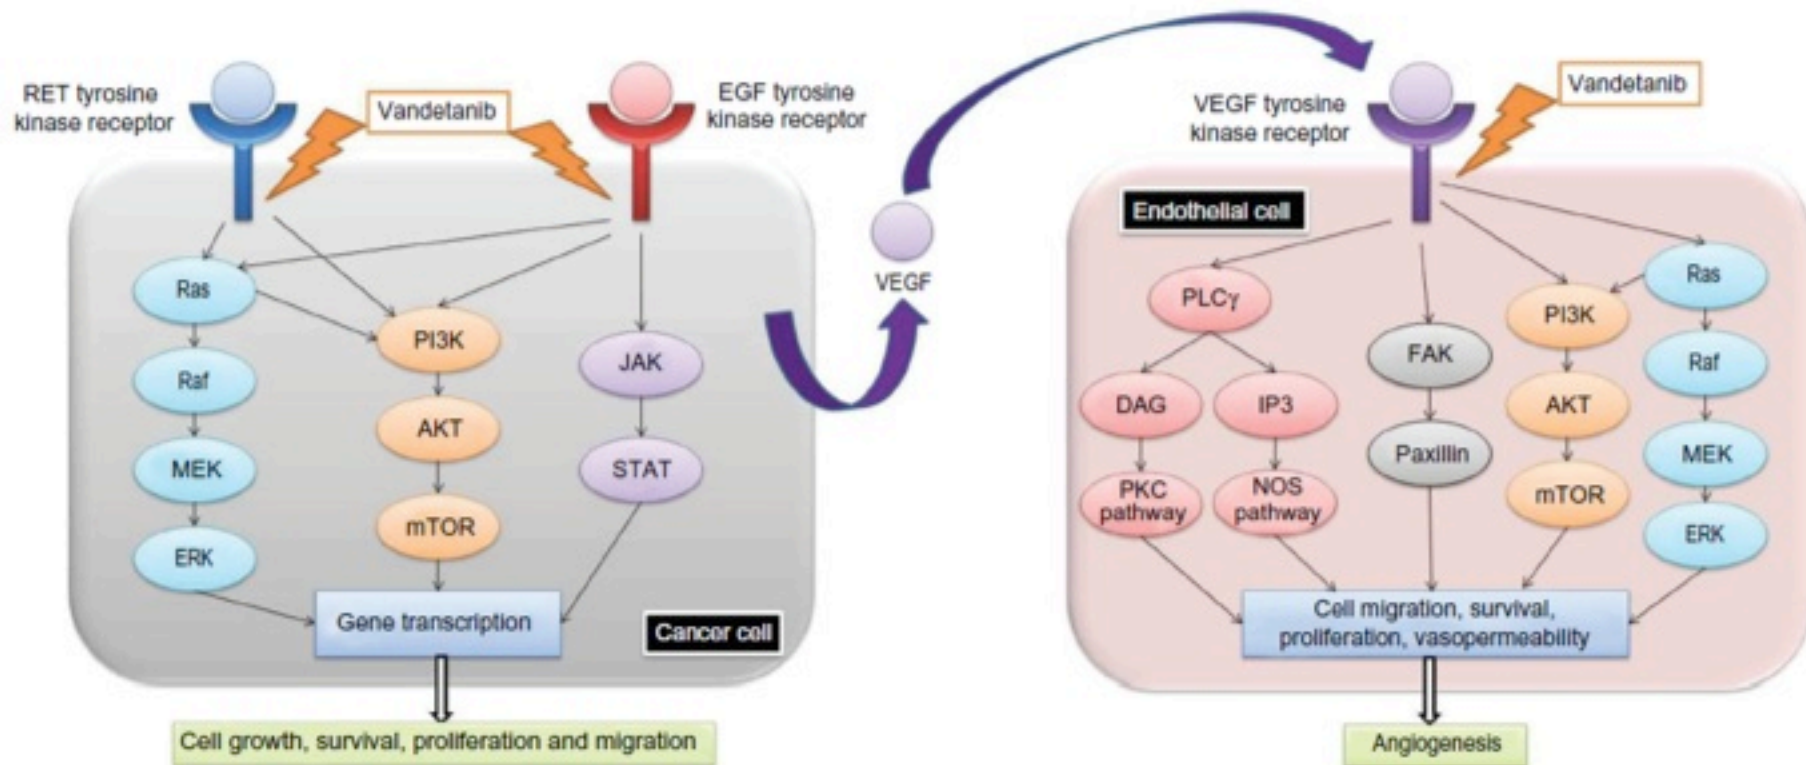 RET tyrosine
kinase receptor
Vandetanib
EGF tyrosine
kinase receptor
Ras
Raf
MEK
ERK
PI3K
AKT
mTOR
JAK
STAT
Gene transcription
Cancer cell
Cell growth, survival, proliferation and migration
VEGF
VEGF tyrosine
kinase receptor
Vandetanib
Endothelial cell
PLCγ
DAG
IP3
PKC
pathway
NOS
pathway
FAK
Paxillin
PI3K
AKT
mTOR
Ras
Raf
MEK
ERK
Cell migration, survival,
proliferation, vasopermeability
Angiogenesis